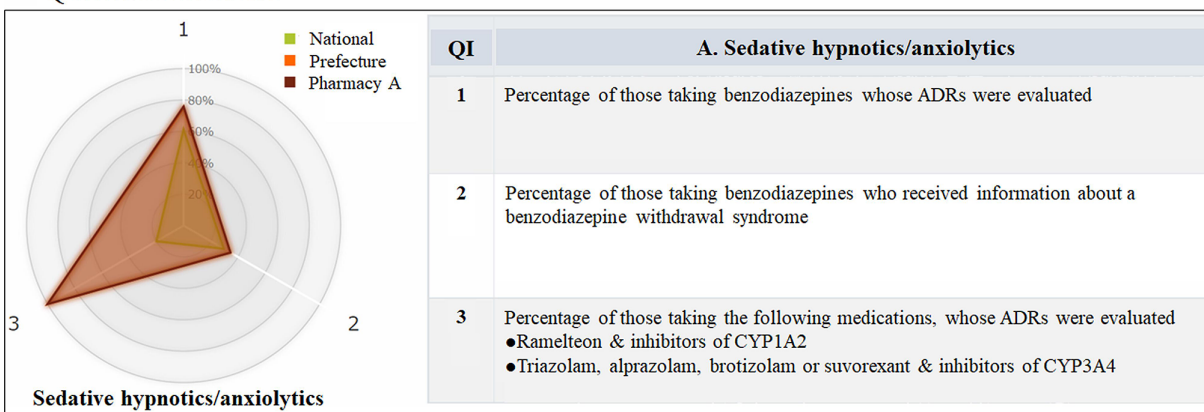 1
National
Prefecture
Pharmacy A
100%
80%
60%
40%
20%
3
2
Sedative hypnotics/anxiolytics
QI A. Sedative hypnotics/anxiolytics
1 Percentage of those taking benzodiazepines whose ADRs were evaluated
2 Percentage of those taking benzodiazepines who received information about a
benzodiazepine withdrawal syndrome
3 Percentage of those taking the following medications, whose ADRs were evaluated
●Ramelteon & inhibitors of CYP1A2
●Triazolam, alprazolam, brotizolam or suvorexant & inhibitors of CYP3A4